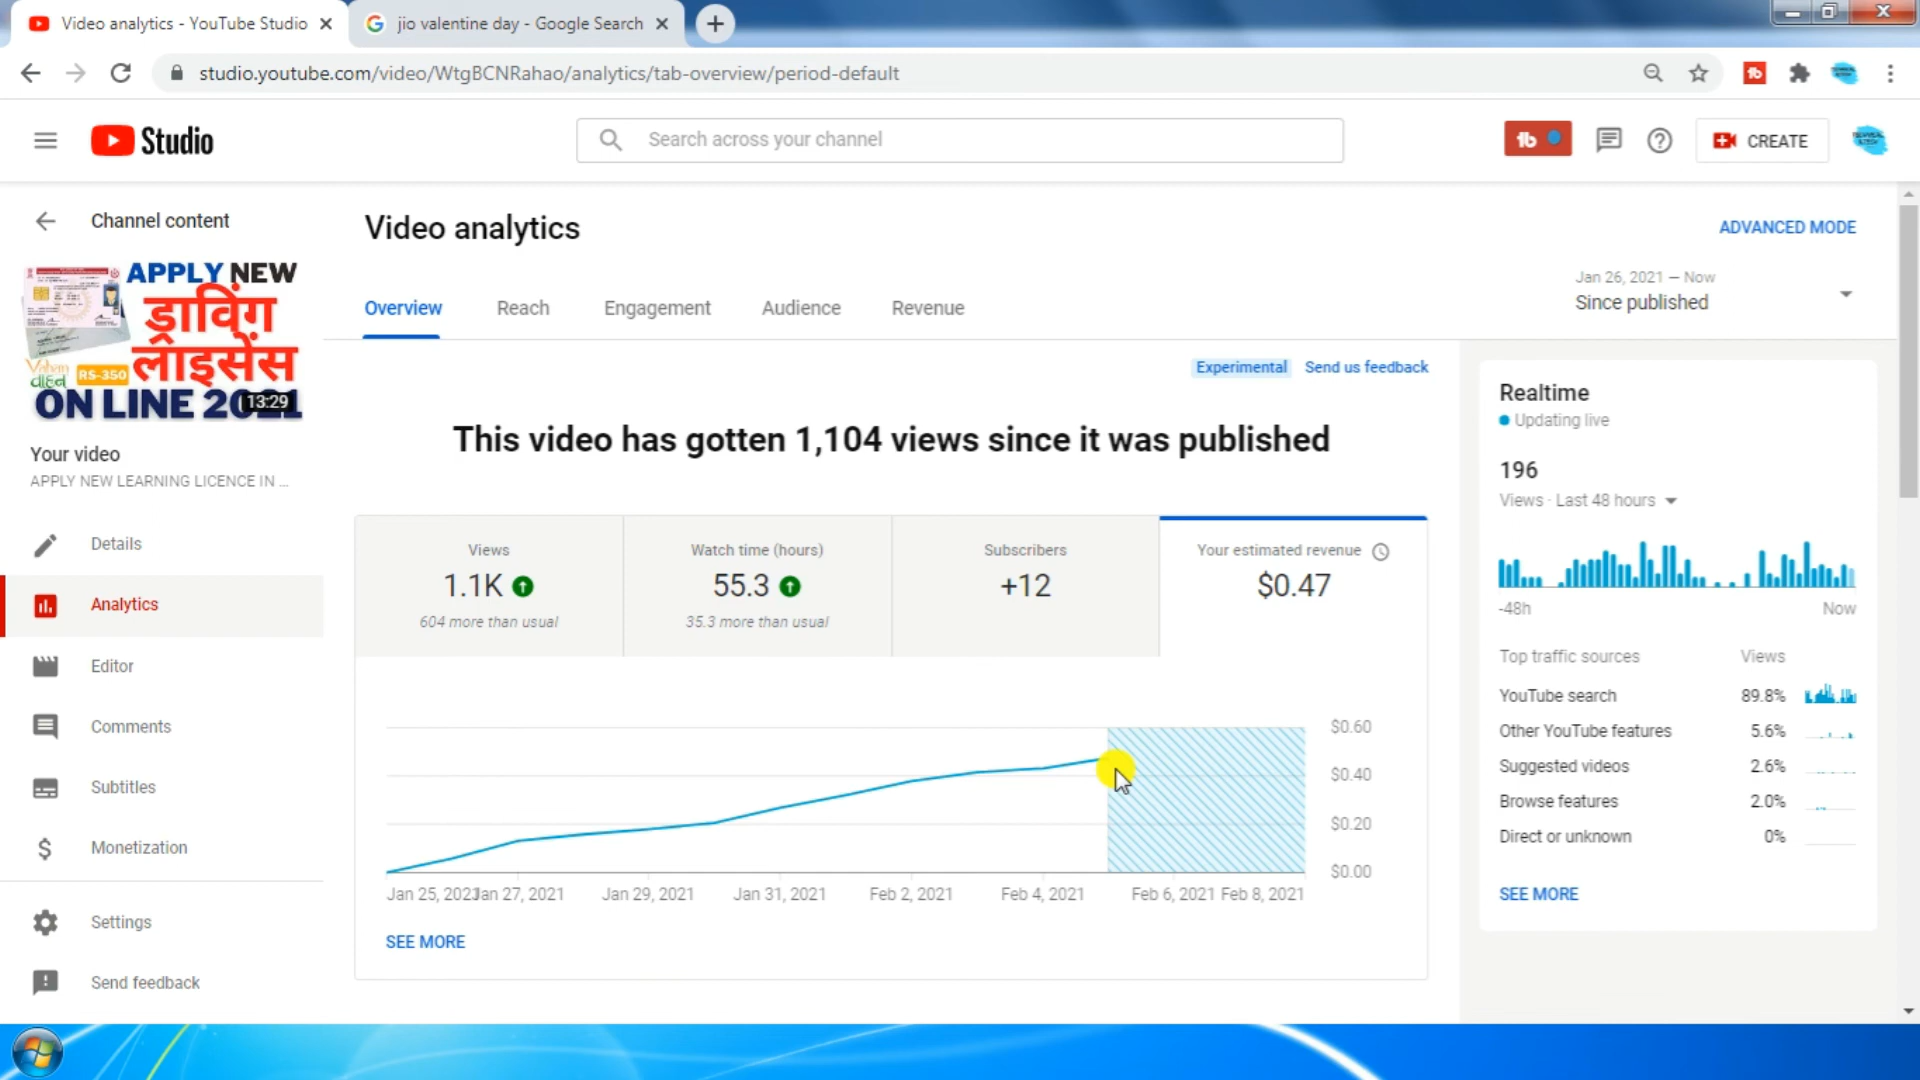 Video analytics - YouTube Studio
jio valentine day - Google Search
studio.youtube.com/video/WtgBCNRahao/analytics/tab-overview/period-default
Studio
Search across your channel
CREATE
Channel content
APPLY NEW
ड्राविंग
लाइसेंस
RS-350
ON LINE 2021
13:29
Your video
APPLY NEW LEARNING LICENCE IN ...
Details
Analytics
Editor
Comments
Subtitles
Monetization
Settings
Send feedback
Video analytics
ADVANCED MODE
Jan 26, 2021 – Now
Since published
Overview
Reach
Engagement
Audience
Revenue
Experimental
Send us feedback
This video has gotten 1,104 views since it was published
Views
1.1K
604 more than usual
Watch time (hours)
55.3
35.3 more than usual
Subscribers
+12
Your estimated revenue
$0.47
$0.60
$0.40
$0.20
$0.00
Jan 25, 2021
Jan 27, 2021
Jan 29, 2021
Jan 31, 2021
Feb 2, 2021
Feb 4, 2021
Feb 6, 2021
Feb 8, 2021
SEE MORE
Realtime
Updating live
196
Views · Last 48 hours
-48h
Now
Top traffic sources
Views
YouTube search
89.8%
Other YouTube features
5.6%
Suggested videos
2.6%
Browse features
2.0%
Direct or unknown
0%
SEE MORE